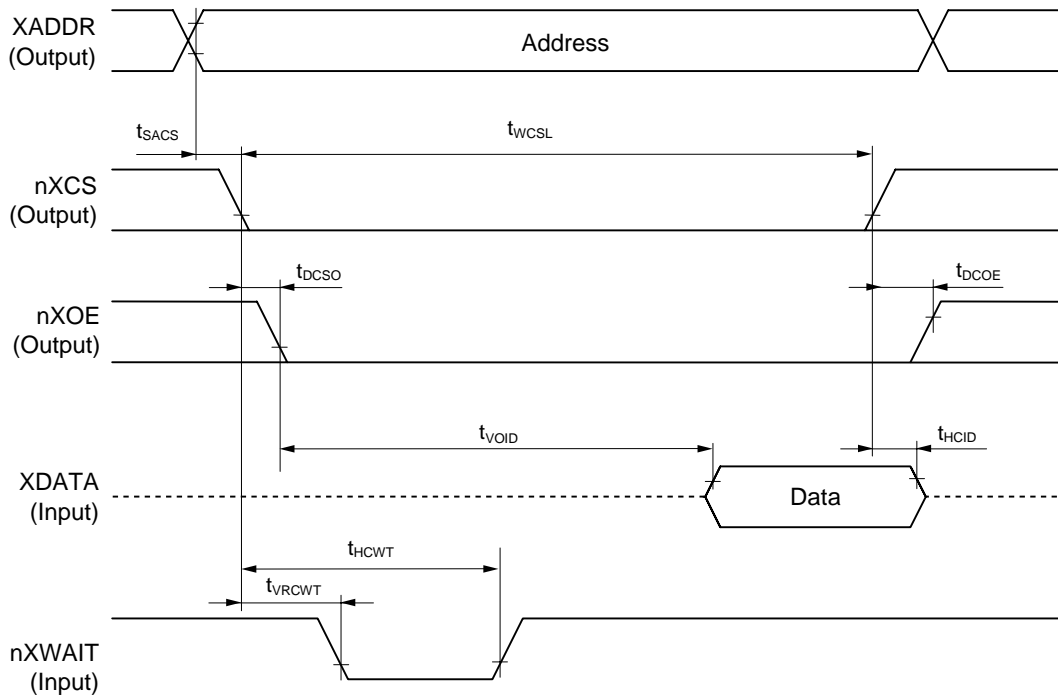 XADDR
(Output)
Address
tSACS
tWCSL
nXCS
(Output)
tDCSO
tDCOE
nXOE
(Output)
tVOID
tHCID
XDATA
(Input)
Data
tHCWT
tVRCWT
nXWAIT
(Input)